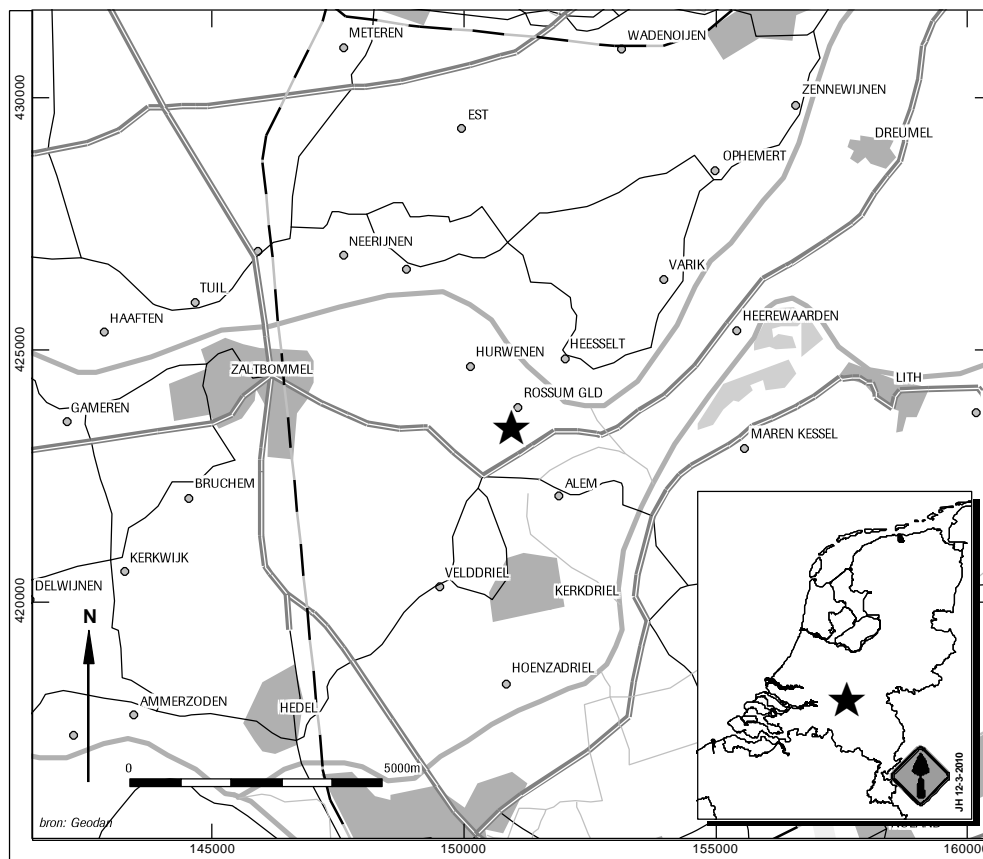 METEREN
WADENOIJEN
430000
ZENNEWIJNEN
EST
DREUMEL
OPHEMERT
NEERIJNEN
VARIK
TUIL
HAAFTEN
HEEREWAARDEN
425000
HEESSELT
HURWENEN
ZALTBOMMEL
LITH
ROSSUM GLD
GAMEREN
MAREN KESSEL
BRUCHEM
ALEM
KERKWIJK
VELDDRIEL
DELWIJNEN
KERKDRIEL
420000
N
HOENZADRIEL
AMMERZODEN
HEDEL
0 5000m
JH 12-3-2010
bron: Geodan
145000 150000 155000 160000